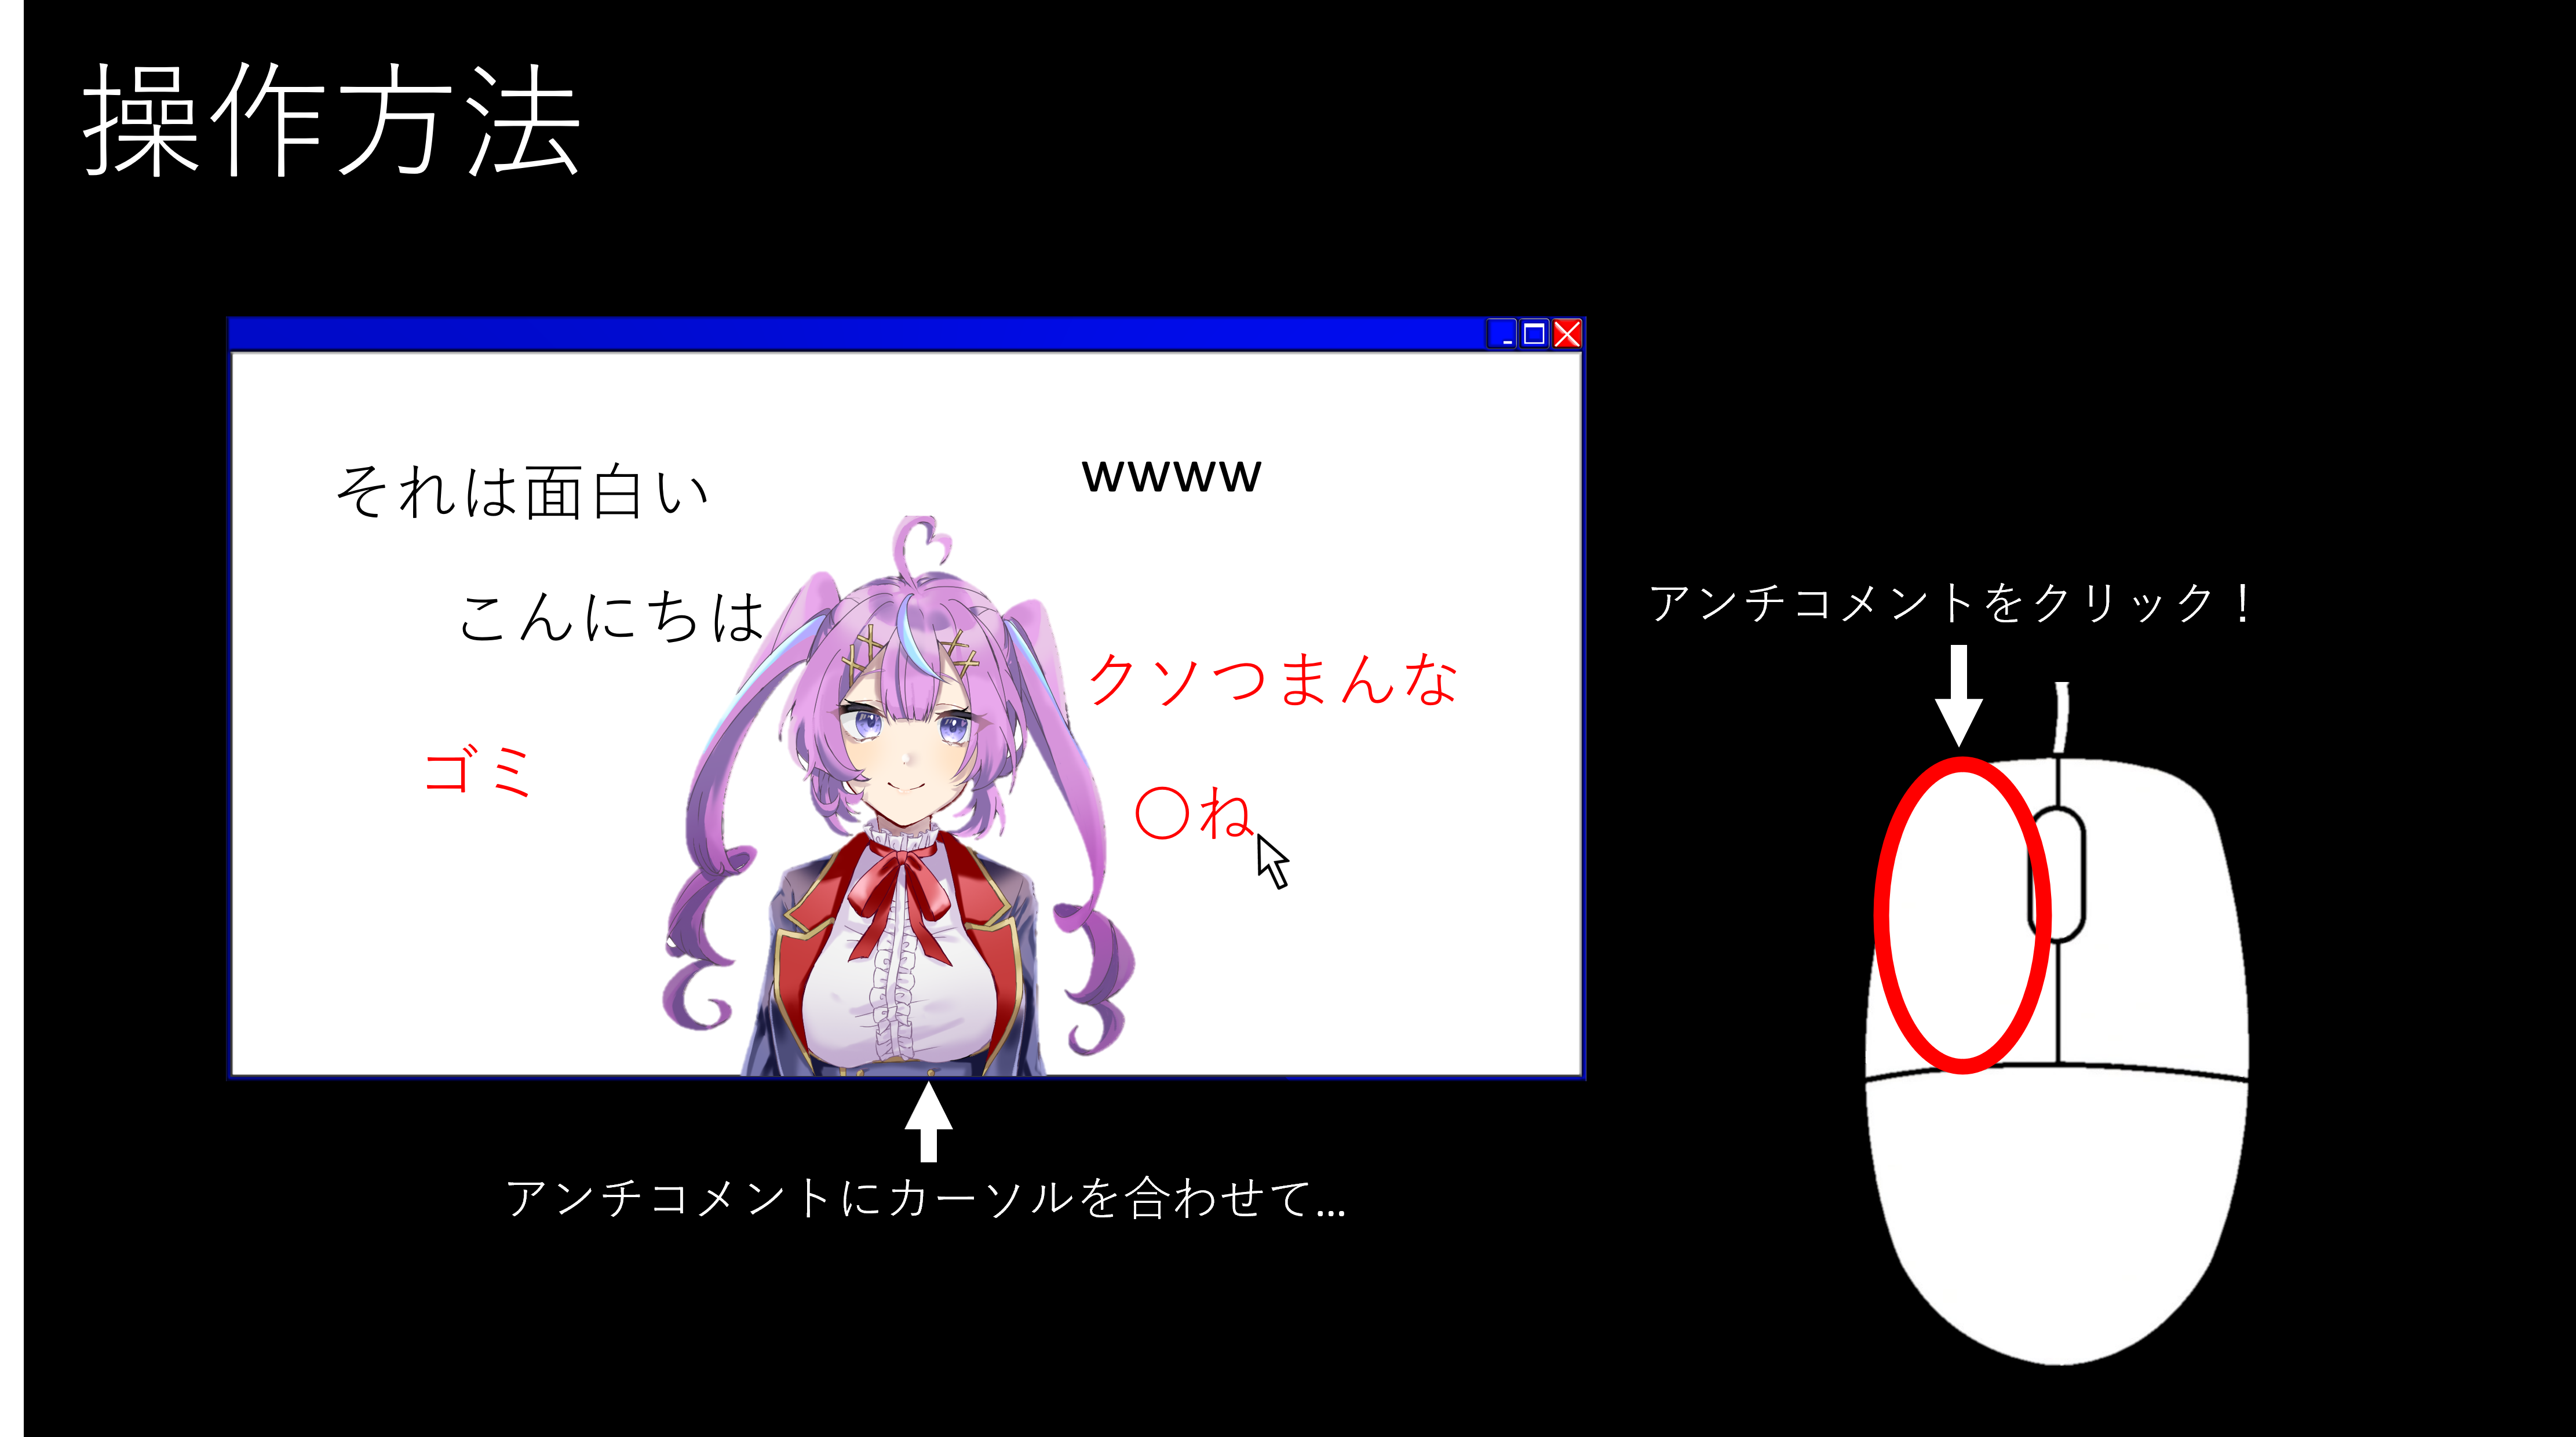 操作方法
それは面白い
wwww
こんにちは
クソつまんな
ゴミ
〇ね
アンチコメントをクリック！
アンチコメントにカーソルを合わせて...